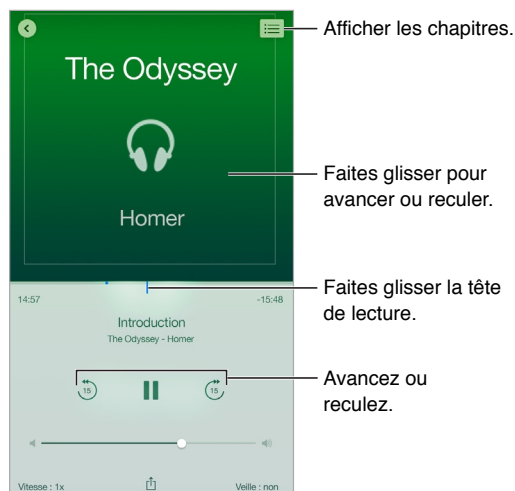 Afficher les chapitres.
The Odyssey
Homer
Faites glisser pour
avancer ou reculer.
Faites glisser la tête
de lecture.
14:57
-15:48
Introduction
The Odyssey - Homer
15
15
Avancez ou
reculez.
Vitesse : 1x
Veille : non